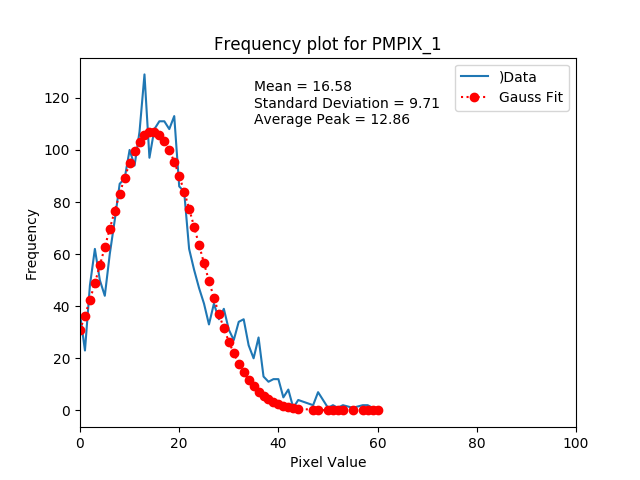 Frequency plot for PMPIX_1
)Data
Gauss Fit
Mean = 16.58
Standard Deviation = 9.71
Average Peak = 12.86
Frequency
120
100
80
60
40
20
0
0 20 40 60 80 100
Pixel Value